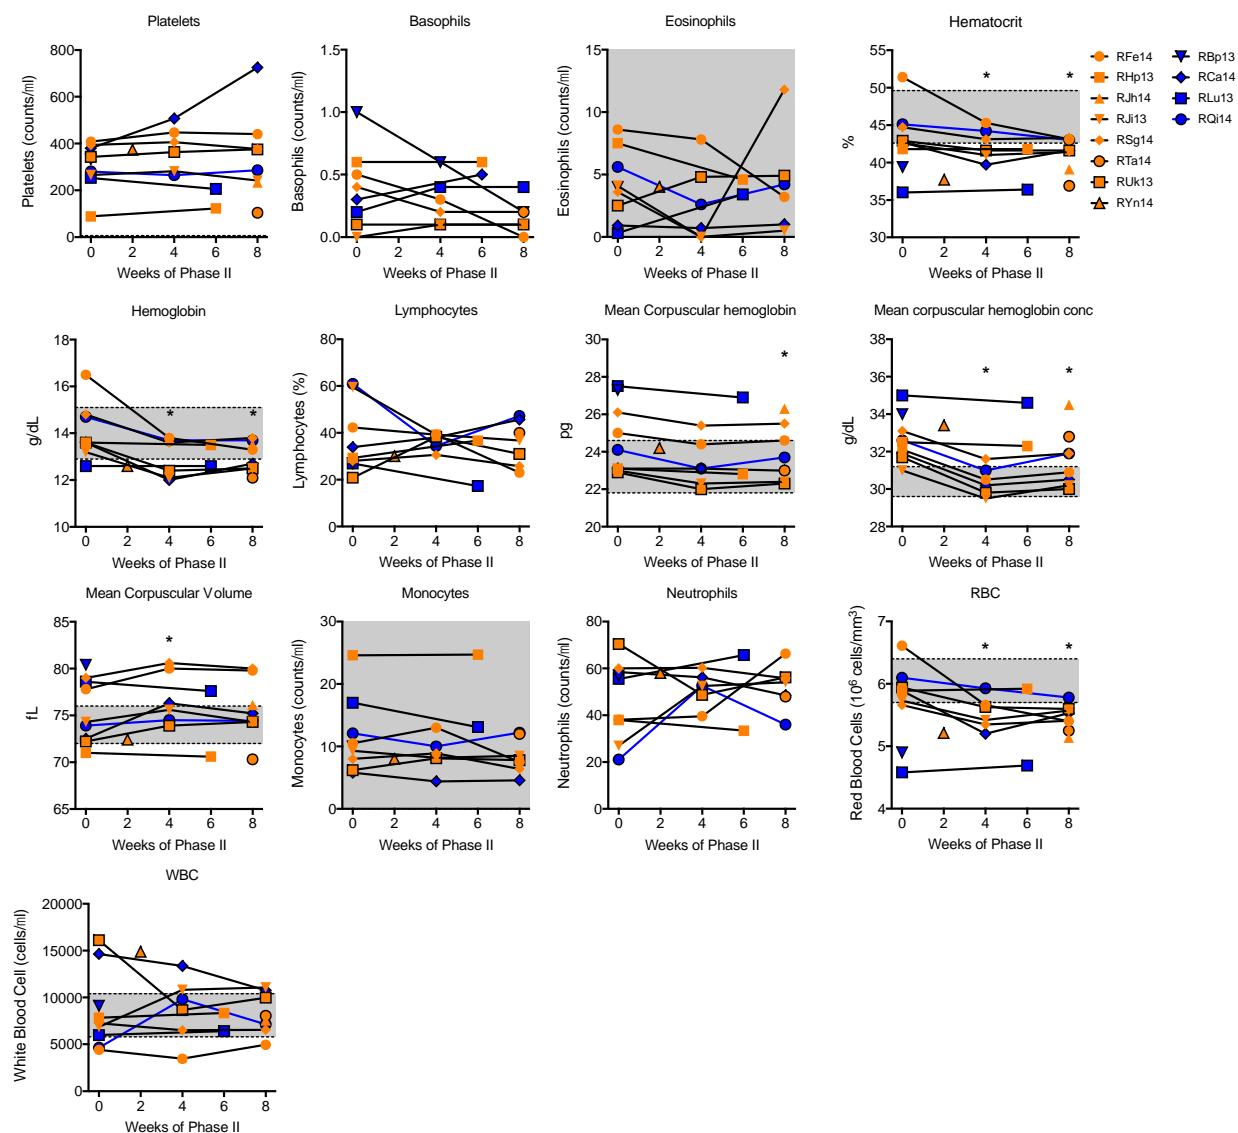 Platelets
Platelets (counts/ml)
800
600
400
200
0
0 2 4 6 8
Weeks of Phase II
Basophils
Basophils (counts/ml)
1.5
1.0
0.5
0.0
0 2 4 6 8
Weeks of Phase II
Eosinophils
Eosinophils (counts/ml)
15
10
5
0
0 2 4 6 8
Weeks of Phase II
Hematocrit
%
55
50
45
40
35
30
* *
0 2 4 6 8
Weeks of Phase II
RFe14
RHp13
RJh14
RJi13
RSg14
RTa14
RUk13
RYn14
RBp13
RCa14
RLu13
RQi14
Hemoglobin
g/dL
18
16
14
12
10
* *
0 2 4 6 8
Weeks of Phase II
Lymphocytes
Lymphocytes (%)
80
60
40
20
0
0 2 4 6 8
Weeks of Phase II
Mean Corpuscular hemoglobin
pg
30
28
26
24
22
20
*
0 2 4 6 8
Weeks of Phase II
Mean corpuscular hemoglobin conc
g/dL
38
36
34
32
30
28
* *
0 2 4 6 8
Weeks of Phase II
Mean Corpuscular Volume
fL
85
80
75
70
65
*
0 2 4 6 8
Weeks of Phase II
Monocytes
Monocytes (counts/ml)
30
20
10
0
0 2 4 6 8
Weeks of Phase II
Neutrophils
Neutrophils (counts/ml)
80
60
40
20
0
0 2 4 6 8
Weeks of Phase II
RBC
Red Blood Cells (10⁶ cells/mm³)
7
6
5
4
* *
0 2 4 6 8
Weeks of Phase II
WBC
White Blood Cell (cells/ml)
20000
15000
10000
5000
0
0 2 4 6 8
Weeks of Phase II